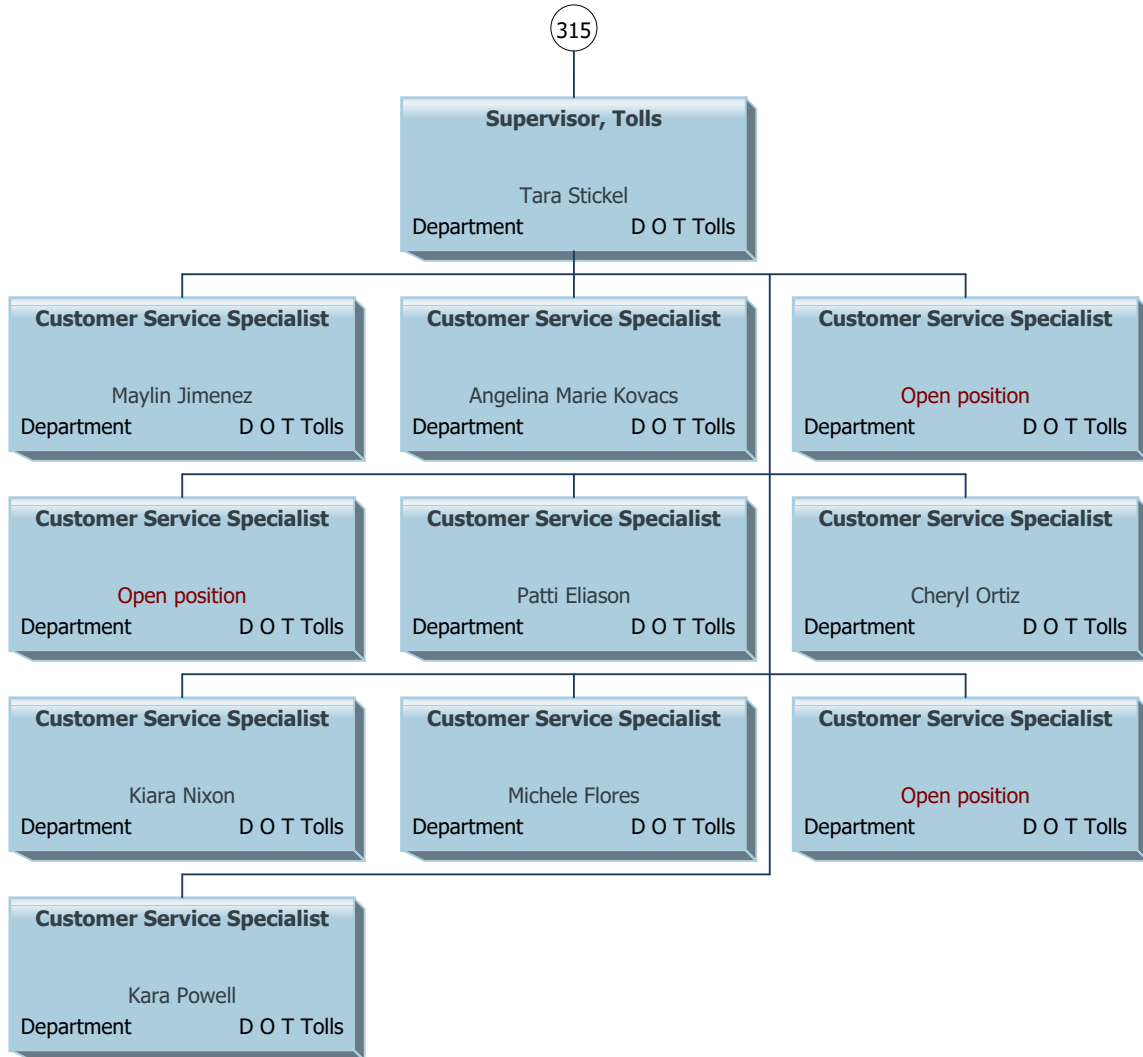 315
Supervisor, Tolls
Tara Stickel
Department D O T Tolls
Customer Service Specialist
Maylin Jimenez
Department D O T Tolls
Customer Service Specialist
Angelina Marie Kovacs
Department D O T Tolls
Customer Service Specialist
Open position
Department D O T Tolls
Customer Service Specialist
Open position
Department D O T Tolls
Customer Service Specialist
Patti Eliason
Department D O T Tolls
Customer Service Specialist
Cheryl Ortiz
Department D O T Tolls
Customer Service Specialist
Kiara Nixon
Department D O T Tolls
Customer Service Specialist
Michele Flores
Department D O T Tolls
Customer Service Specialist
Open position
Department D O T Tolls
Customer Service Specialist
Kara Powell
Department D O T Tolls